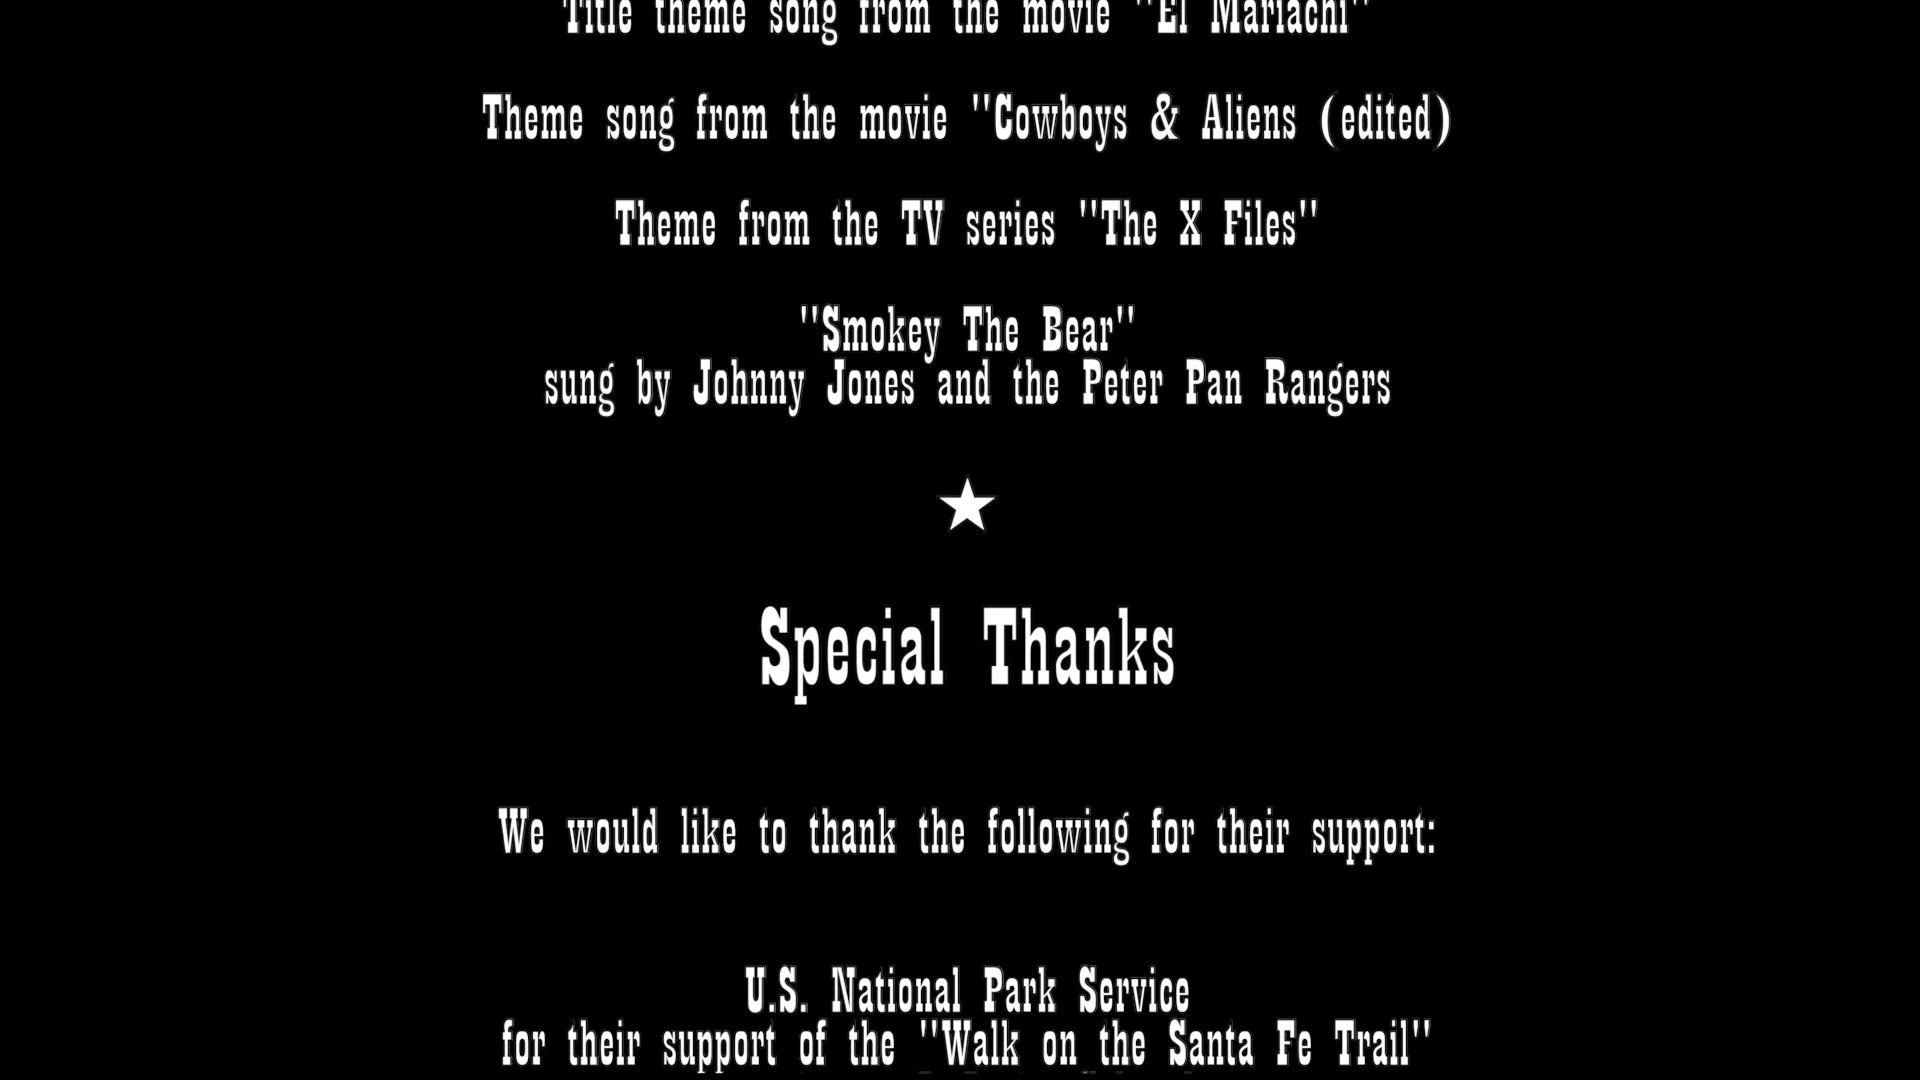 Title theme song from the movie "El Mariachi"
Theme song from the movie "Cowboys & Aliens (edited)
Theme from the TV series "The X Files"
"Smokey The Bear"
sung by Johnny Jones and the Peter Pan Rangers
Special Thanks
We would like to thank the following for their support:
U.S. National Park Service
for their support of the "Walk on the Santa Fe Trail"